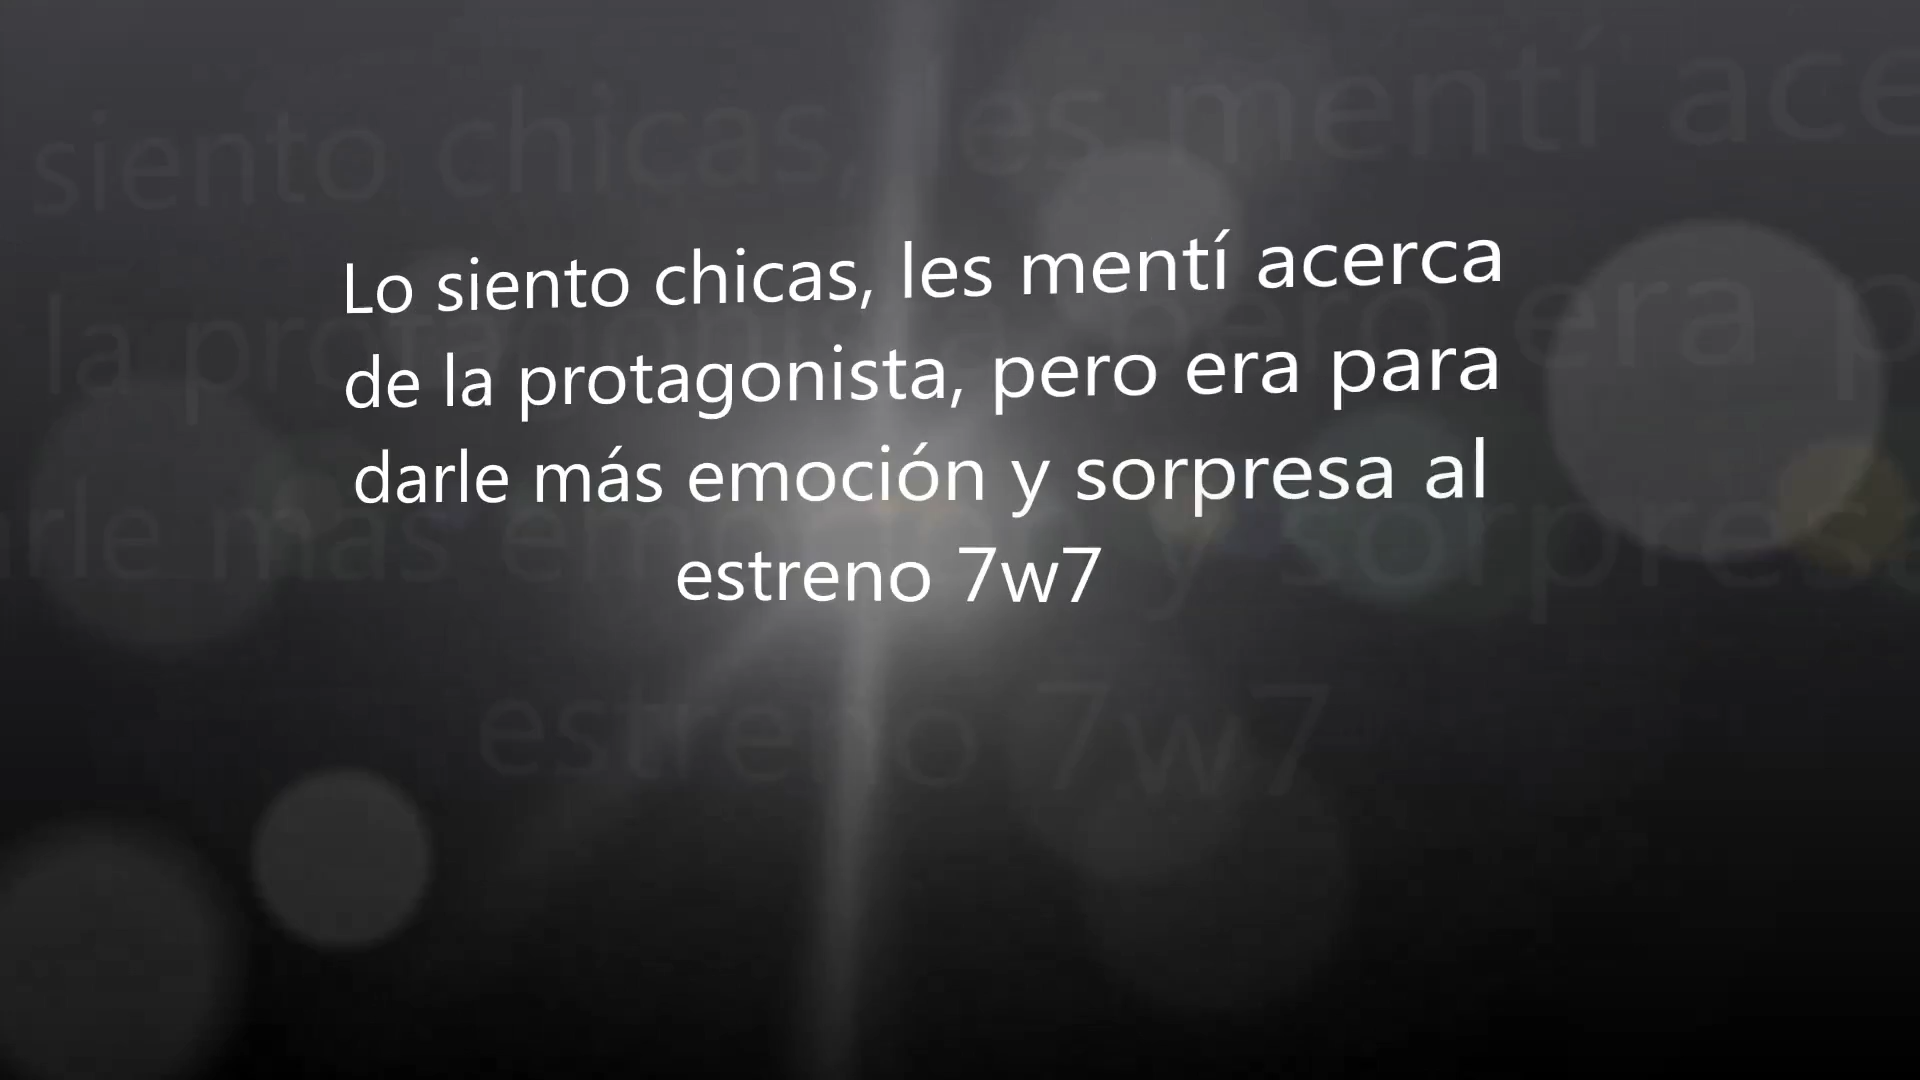 Lo siento chicas, les mentí acerca
de la protagonista, pero era para
darle más emoción y sorpresa al
estreno 7w7